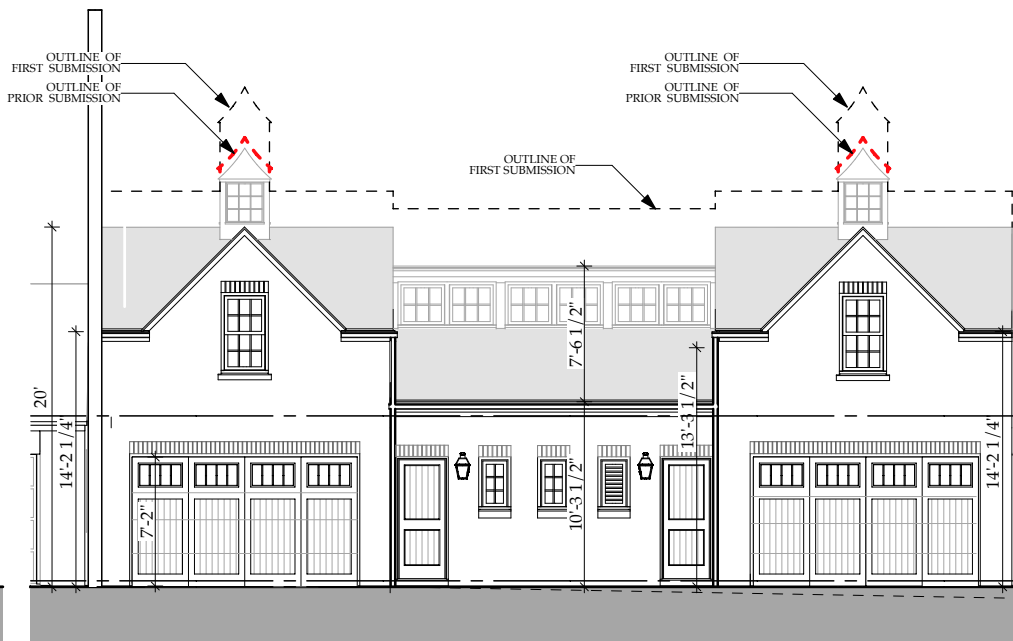 OUTLINE OF
FIRST SUBMISSION
OUTLINE OF
PRIOR SUBMISSION
OUTLINE OF
FIRST SUBMISSION
OUTLINE OF
PRIOR SUBMISSION
OUTLINE OF
FIRST SUBMISSION
20'
14'-2 1/4"
7'-2"
7'-6 1/2"
10'-3 1/2"
13'-3 1/2"
14'-2 1/4"